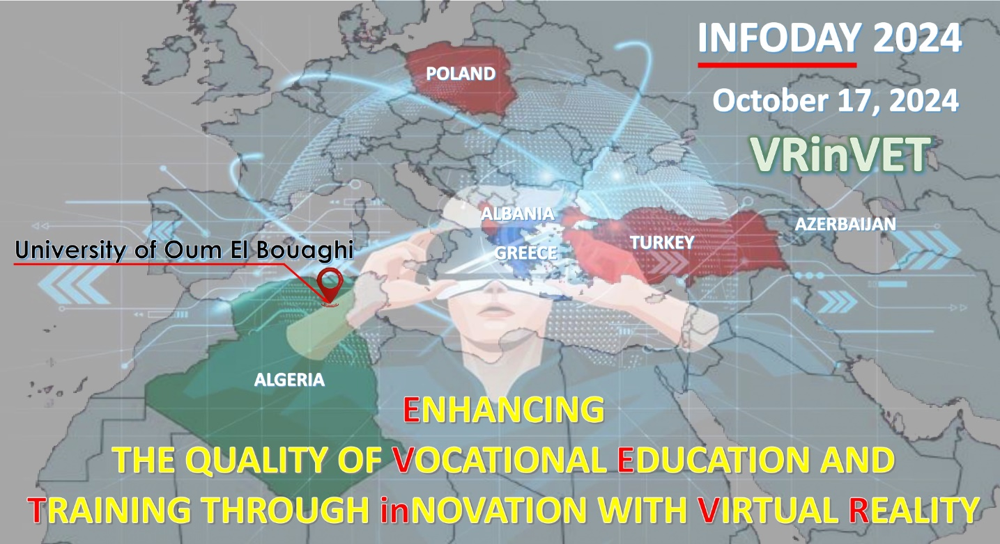 INFODAY 2024
October 17, 2024
VRinVET
POLAND
ALBANIA
GREECE
TURKEY
AZERBAIJAN
University of Oum El Bouaghi
ALGERIA
ENHANCING
THE QUALITY OF VOCATIONAL EDUCATION AND
TRAINING THROUGH inNOVATION WITH VIRTUAL REALITY